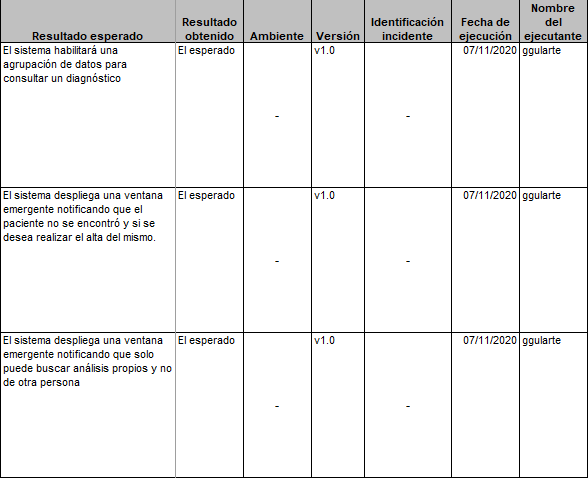 Resultado esperado
Resultado
obtenido
Ambiente
Versión
Identificación
incidente
Fecha de
ejecución
Nombre
del
ejecutante
El sistema habilitará una
agrupación de datos para
consultar un diagnóstico
El esperado
-
v1.0
-
07/11/2020
ggularte
El sistema despliega una ventana
emergente notificando que el
paciente no se encontró y si se
desea realizar el alta del mismo.
El esperado
-
v1.0
-
07/11/2020
ggularte
El sistema despliega una ventana
emergente notificando que solo
puede buscar análisis propios y no
de otra persona
El esperado
-
v1.0
-
07/11/2020
ggularte